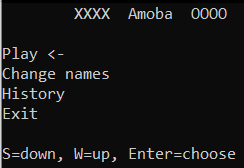 XXXX Amoba OOOO
Play <-
Change names
History
Exit
S=down, W=up, Enter=choose